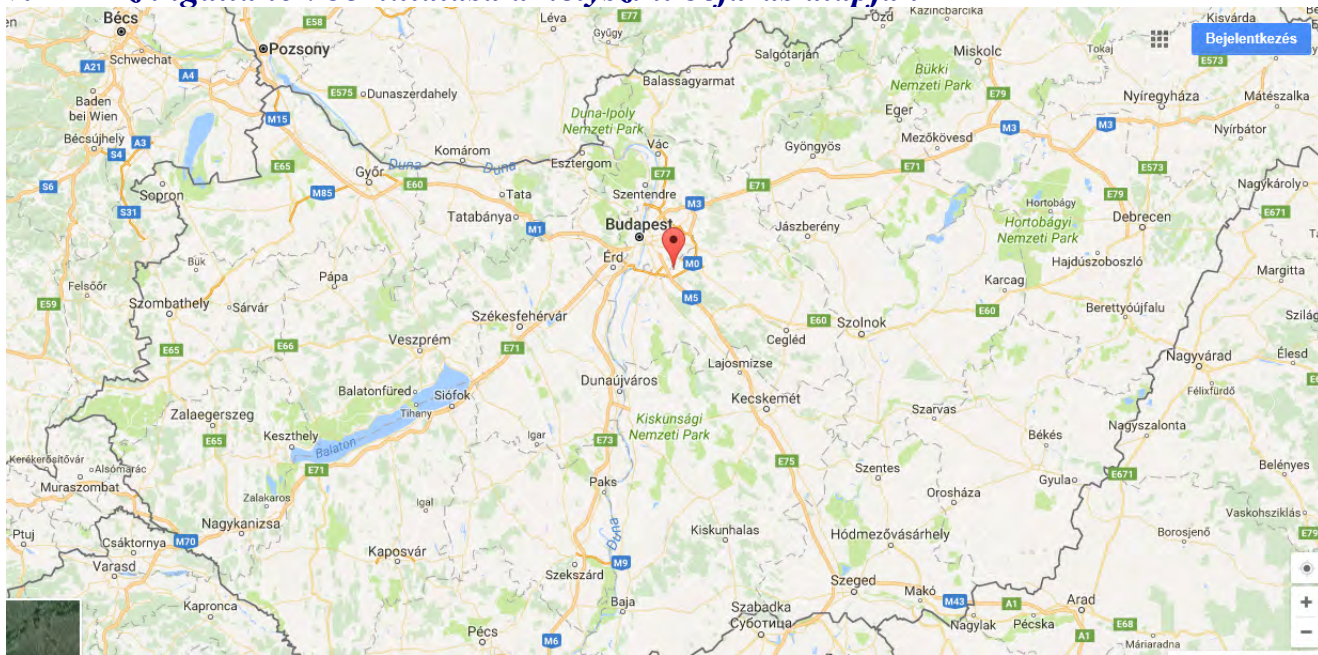 Kazincbarcika
Kisvárda
Bécs
Léva
Ózd
E58
E571
Gyügy
Schwechat
Pozsony
Salgótarján
Miskolc
Tokaj
Bejelentkezés
A21
A4
E573
Balassagyarmat
Bükki
Nemzeti Park
E79
Baden
bei Wien
E575
Dunaszerdahely
Nyíregyháza
Mátészalka
M15
Duna-Ipoly
Nemzeti Park
Eger
M3
M3
Nyírbátor
Bécsújhely
A3
S4
Komárom
Vác
Gyöngyös
Mezőkövesd
Duna
Duna
Esztergom
E65
Győr
E60
E77
E71
E71
E573
S6
Sopron
M85
Tata
Szentendre
E79
Nagykároly
S31
Tatabánya
M3
Hortobágy
Debrecen
E671
M1
Budapest
Jászberény
Hortobágyi
Nemzeti Park
Bük
Érd
M0
Hajdúszoboszló
Margitta
Felsőőr
Pápa
Karcag
E59
Szombathely
Sárvár
M5
E60
Berettyóújfalu
Székesfehérvár
E60
Szolnok
Szilág
E65
E66
Veszprém
E71
Cegléd
Nagyvárad
Élesd
Lajosmizse
Félixfürdő
Balatonfüred
Siófok
Dunaújváros
Kecskemét
Zalaegerszeg
Tihany
Szarvas
Nagyszalonta
E65
Keszthely
Balaton
Igar
E73
Kiskunsági
Nemzeti Park
Békés
Kerékerősítővár
Alsómarác
E71
E75
Szentes
Gyula
E671
Belényes
Muraszombat
Zalakaros
Igal
Paks
Orosháza
Vaskohsziklás
Ptuj
Nagykanizsa
Duna
Kiskunhalas
Hódmezővásárhely
Borosjenő
E79
Csáktornya
M70
Kaposvár
Varasd
Szekszárd
M9
Szeged
Makó
Kapronca
Baja
Szabadka
Суботица
M43
A1
Arad
Pécs
M6
Nagylak
Pécska
E68
A1
Máriaradna